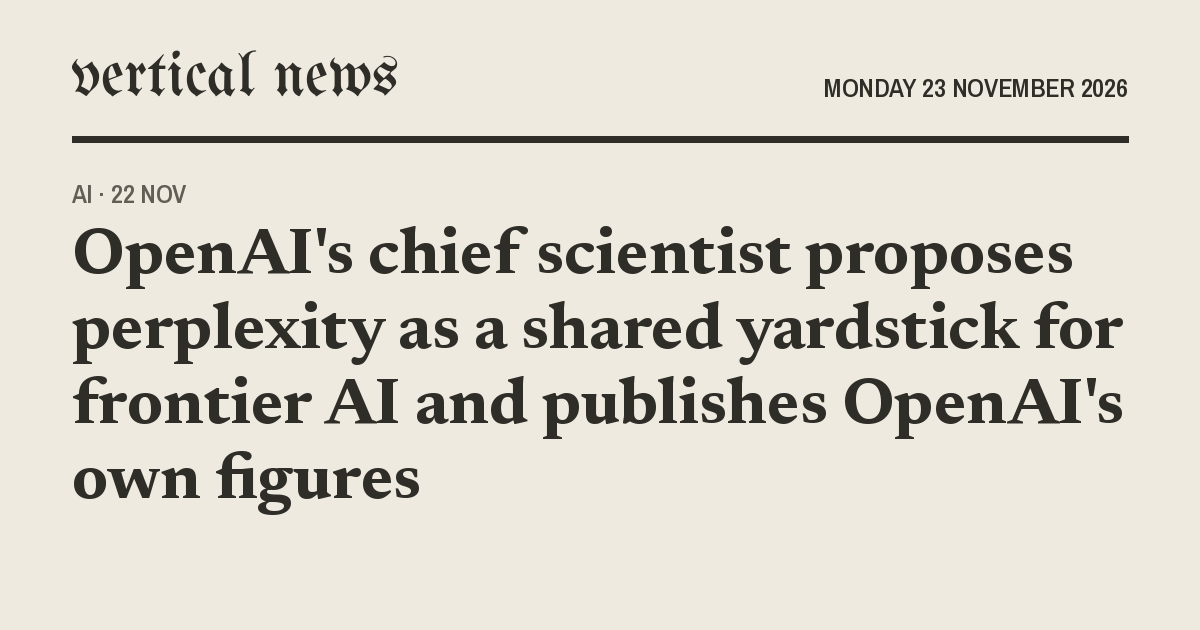 vertical news
MONDAY 23 NOVEMBER 2026
AI · 22 NOV
OpenAI's chief scientist proposes
perplexity as a shared yardstick for
frontier AI and publishes OpenAI's
own figures